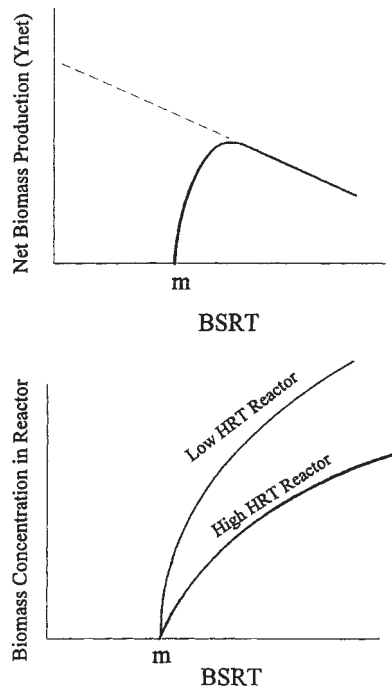 Net Biomass Production (Ynet)
m
BSRT
Biomass Concentration in Reactor
Low HRT Reactor
High HRT Reactor
m
BSRT